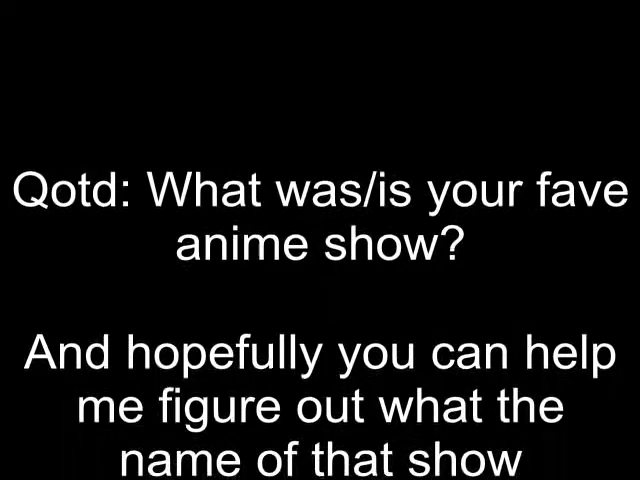 Qotd: What was/is your fave
anime show?
And hopefully you can help
me figure out what the
name of that show